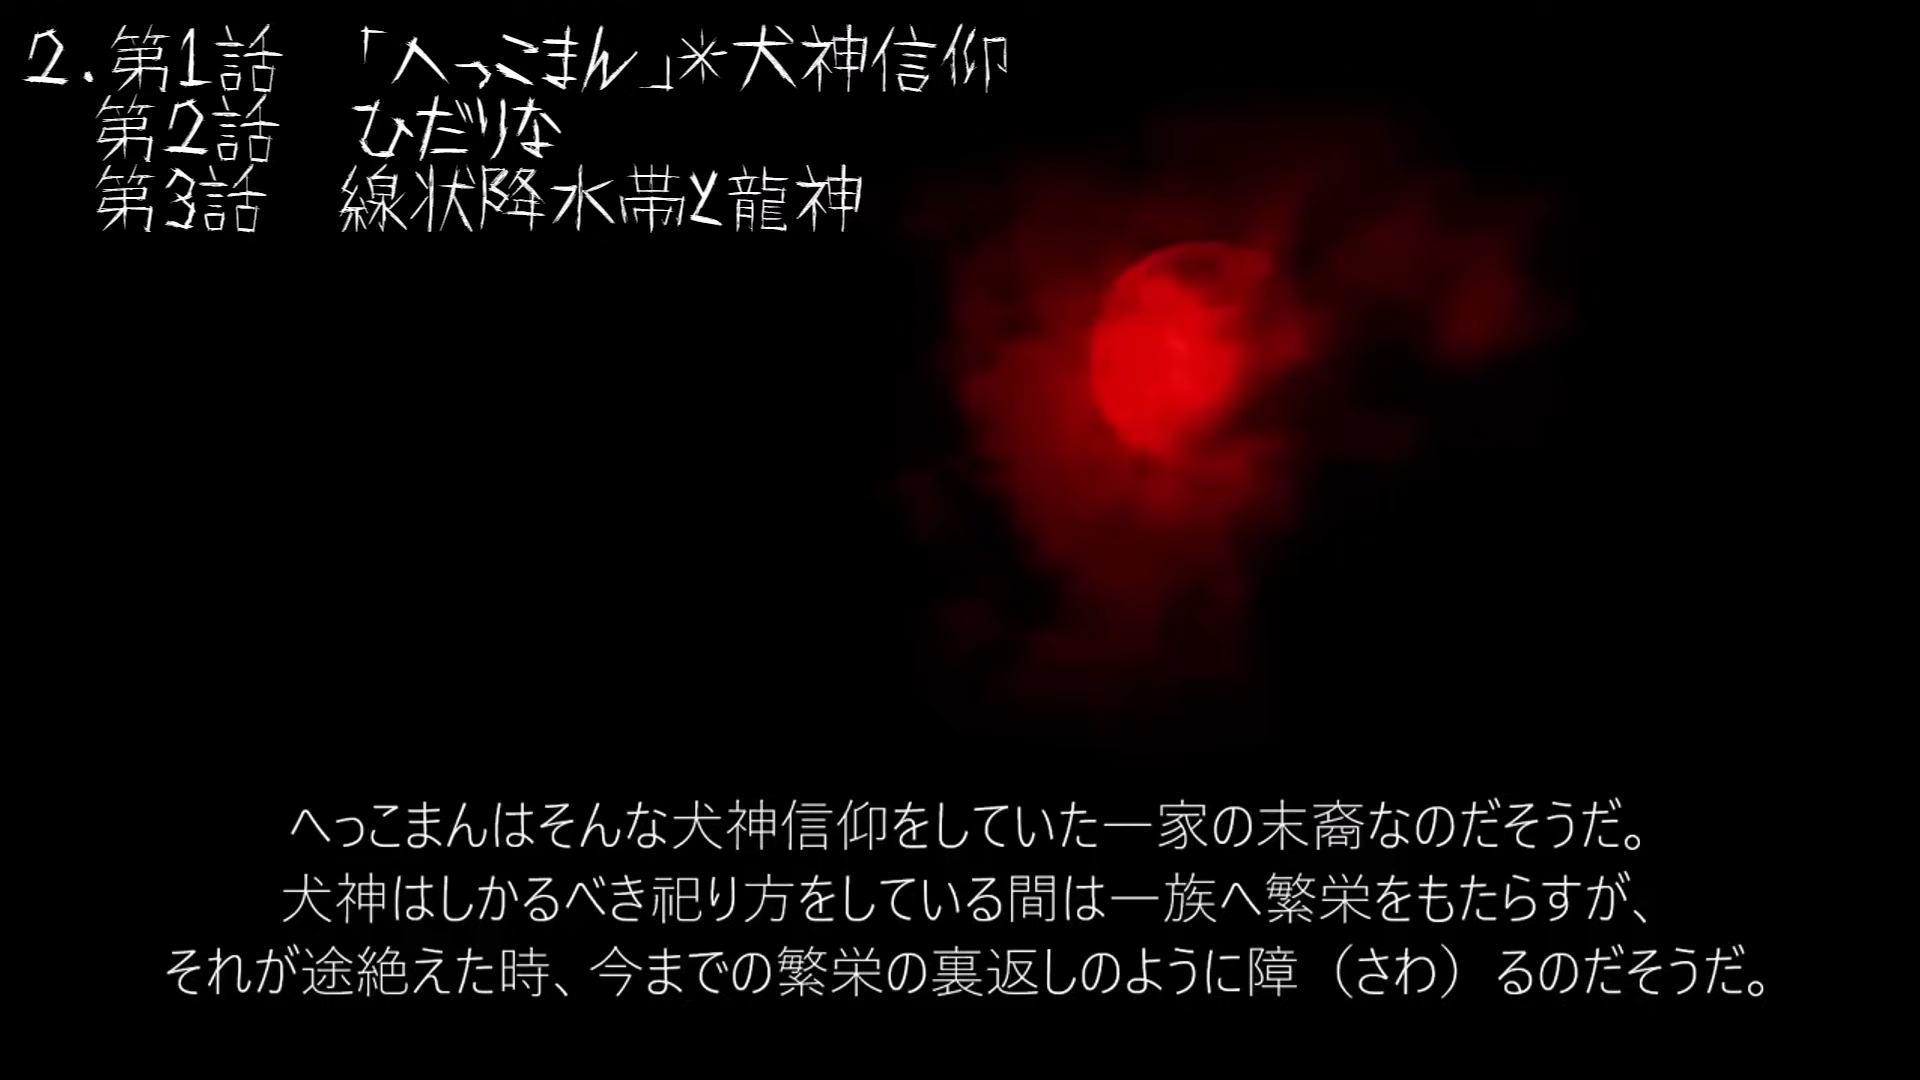 2.第1話　「へっこまん」*犬神信仰
第2話　ひだりな
第3話　線状降水帯と龍神
へっこまんはそんな犬神信仰をしていた一家の末裔なのだそうだ。
犬神はしかるべき祀り方をしている間は一族へ繁栄をもたらすが、
それが途絶えた時、今までの繁栄の裏返しのように障（さわ）るのだそうだ。